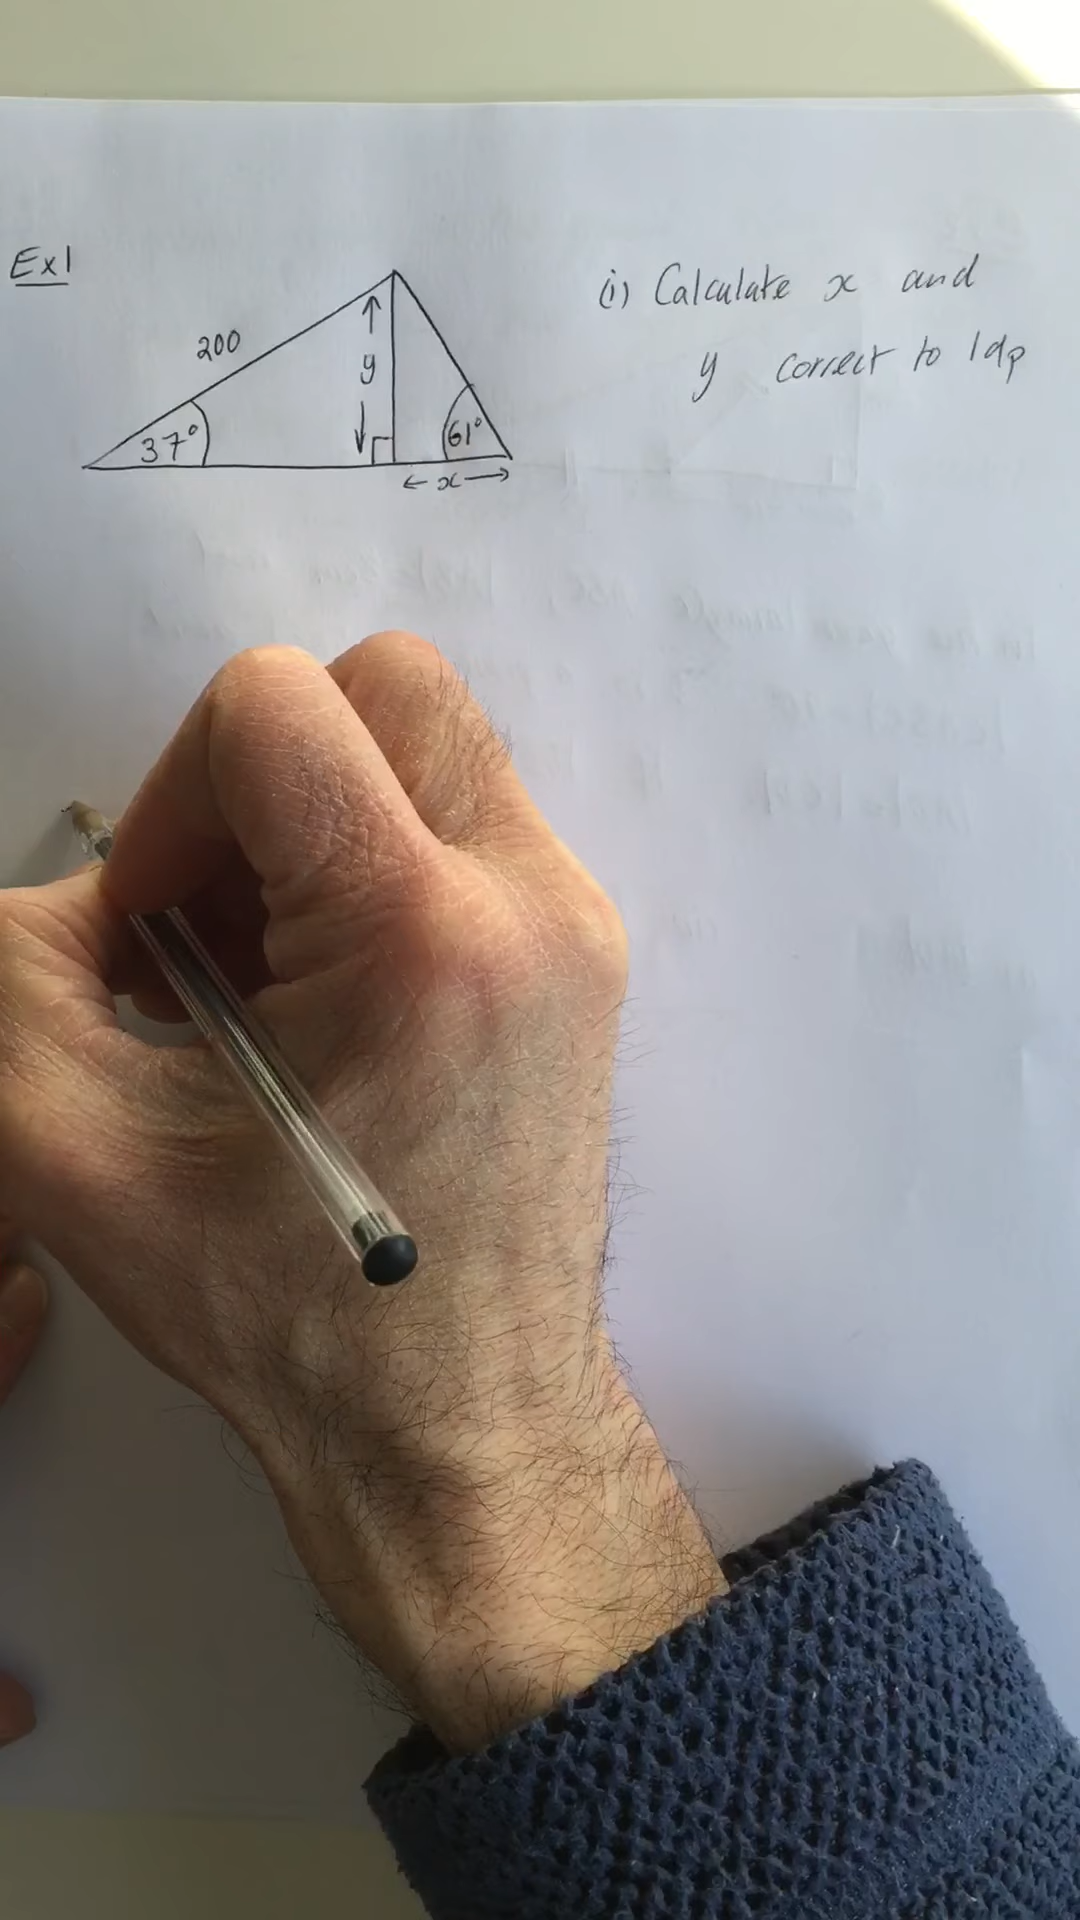 Ex1
200
37°
y
61°
x
(i) Calculate x and
y correct to 1dp